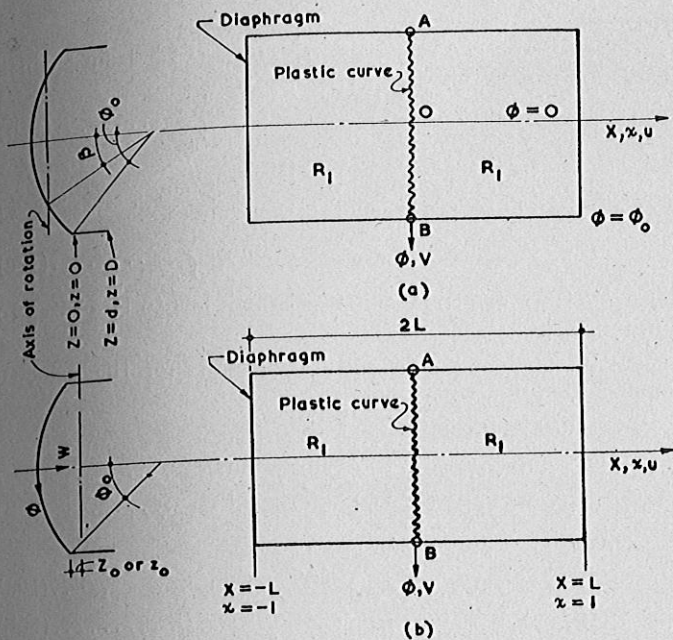 Diaphragm
A
Plastic curve
O
φ=O
X,x,u
R₁
R₁
φ=φ₀
B
φ,V
(a)
φ₀
β
Axis of rotation
Z=O,z=O
Z=d,z=D
2L
Diaphragm
A
Plastic curve
R₁
R₁
X,x,u
W
φ₀
φ
Z₀ or z₀
B
X=-L
x=-1
φ,V
X=L
x=1
(b)